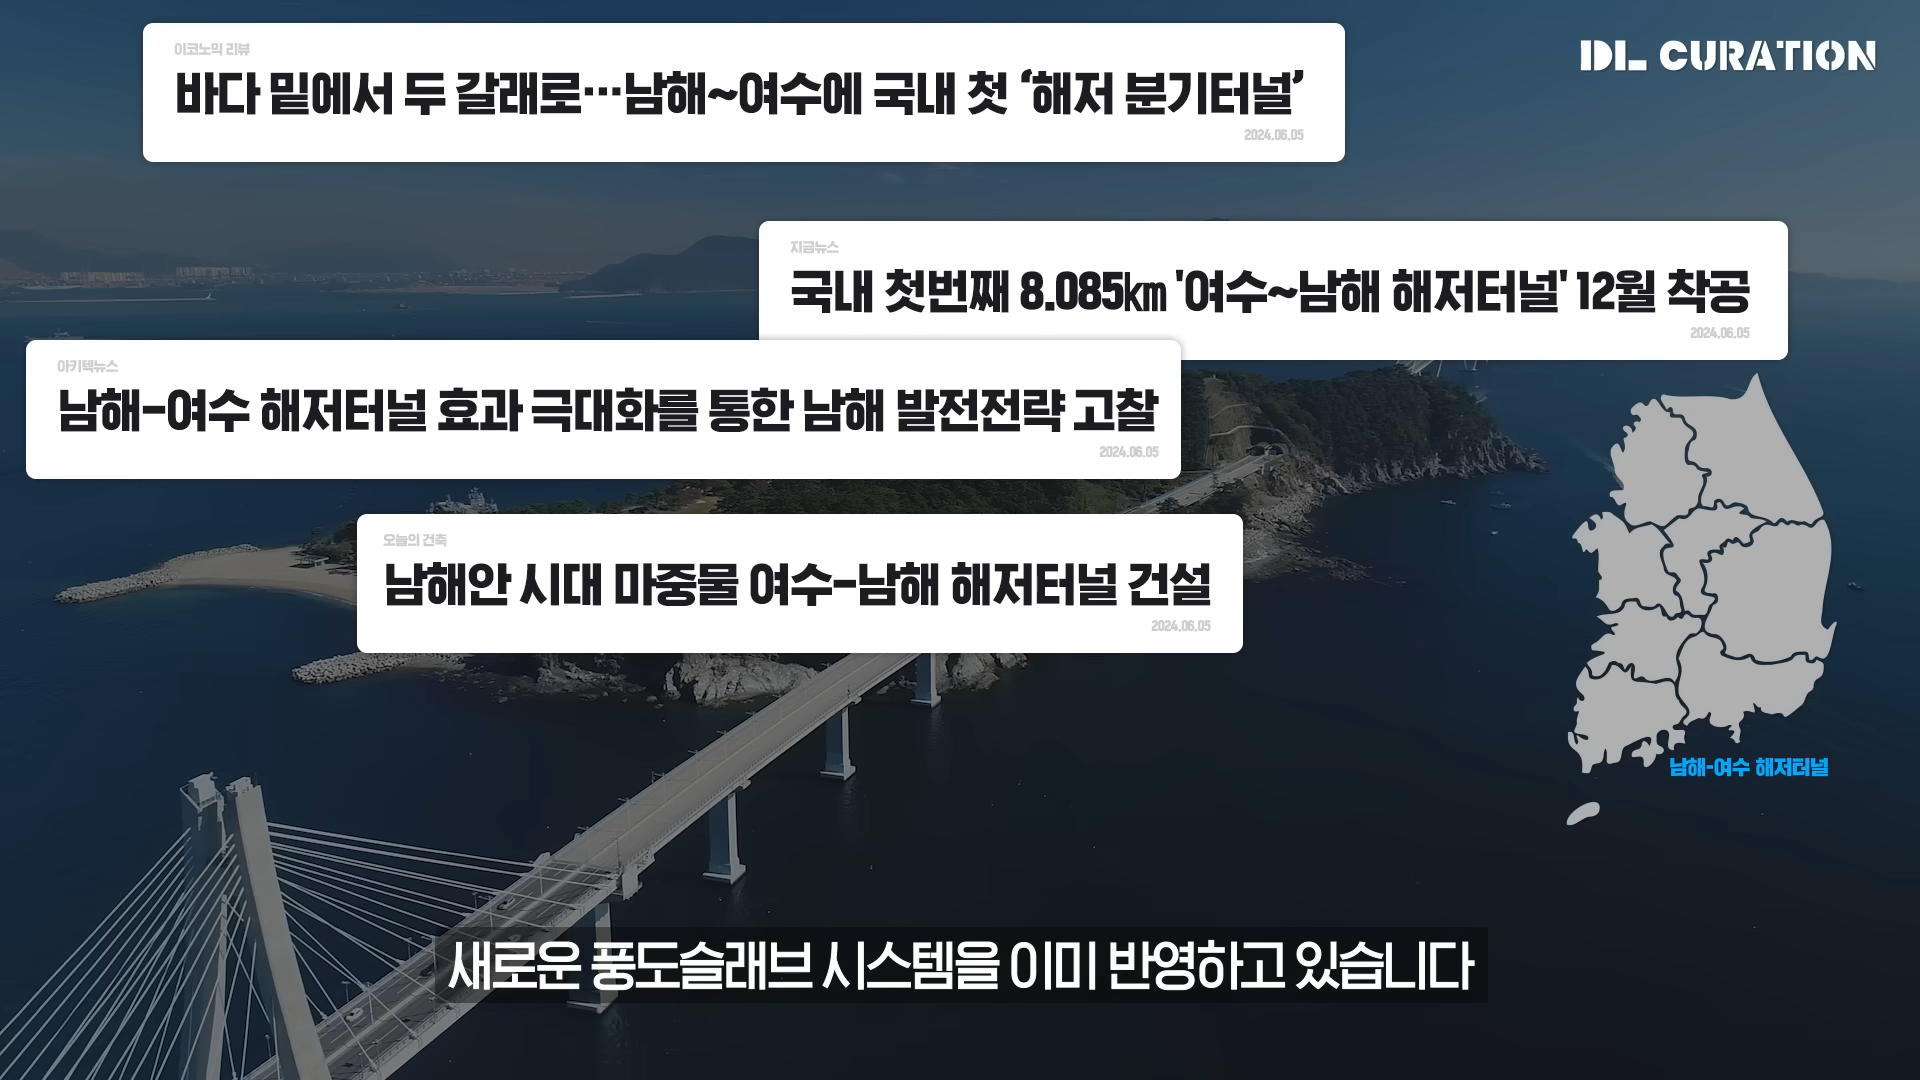 DL CURATION
이코노믹 리뷰
바다 밑에서 두 갈래로…남해~여수에 국내 첫 ‘해저 분기터널’
2024.06.05
지금뉴스
국내 첫번째 8.085㎞ '여수~남해 해저터널' 12월 착공
2024.06.05
아키텍뉴스
남해-여수 해저터널 효과 극대화를 통한 남해 발전전략 고찰
2024.06.05
오늘의 건축
남해안 시대 마중물 여수-남해 해저터널 건설
2024.06.05
남해-여수 해저터널
새로운 풍도슬래브 시스템을 이미 반영하고 있습니다